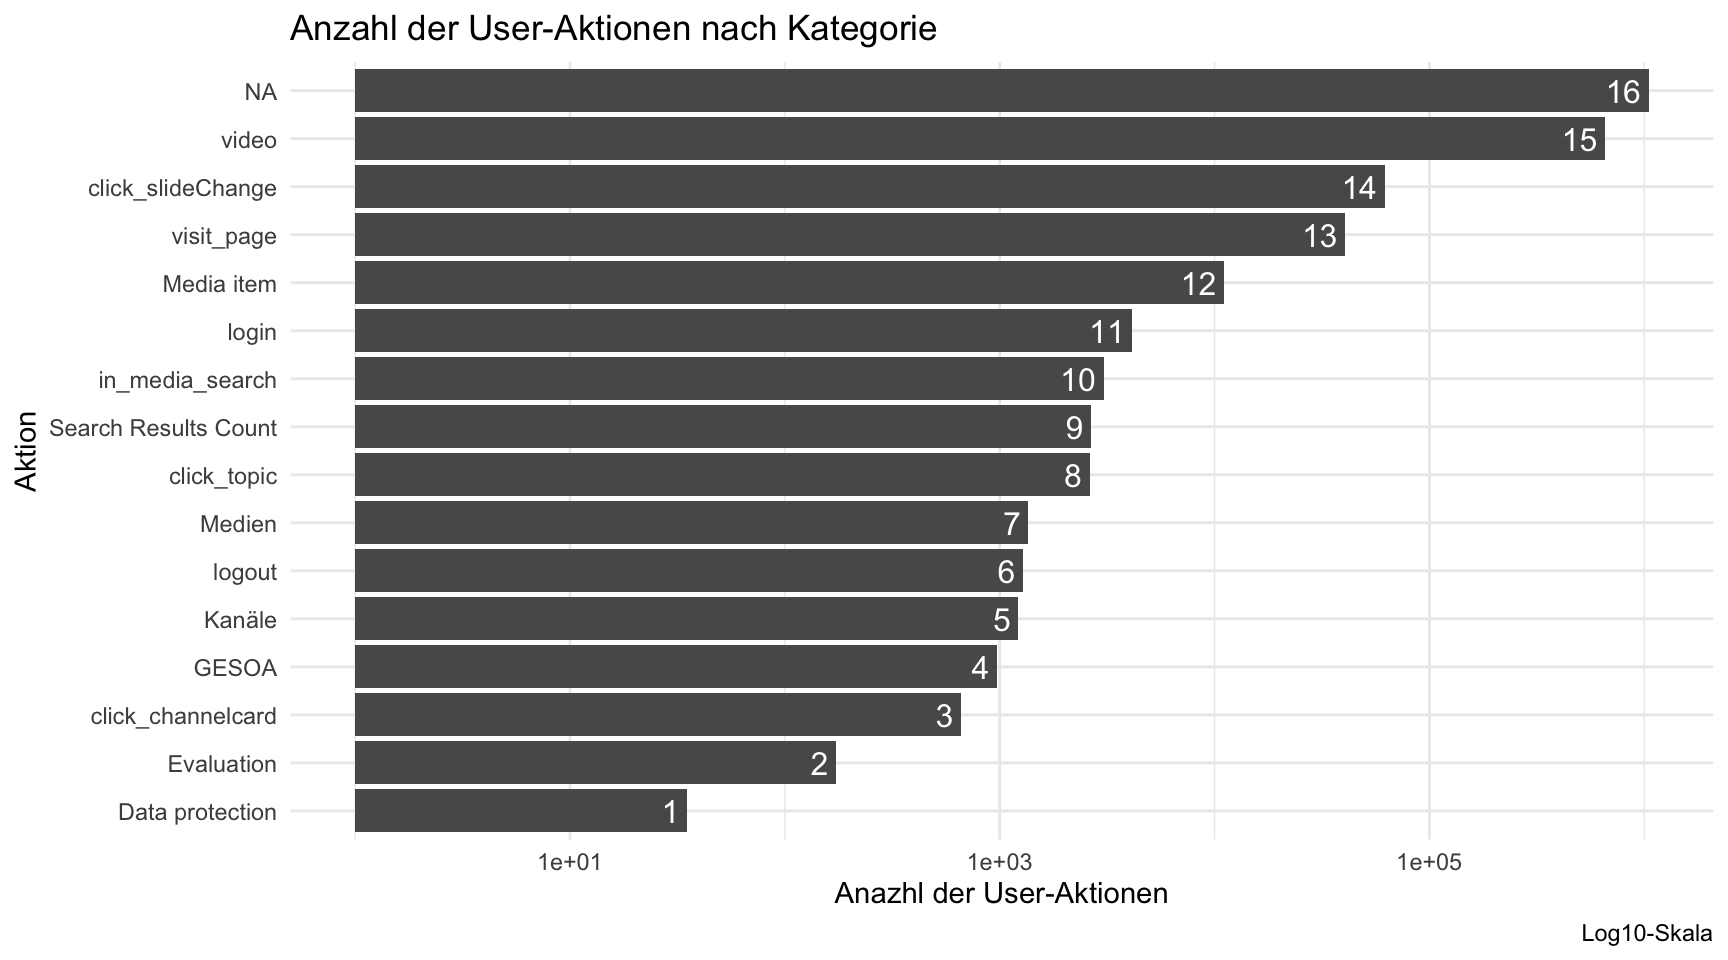 Anzahl der User-Aktionen nach Kategorie
NA 16
video 15
click_slideChange 14
visit_page 13
Media item 12
login 11
in_media_search 10
Search Results Count 9
click_topic 8
Medien 7
logout 6
Kanäle 5
GESOA 4
click_channelcard 3
Evaluation 2
Data protection 1
Aktion
1e+01 1e+03 1e+05
Anazhl der User-Aktionen
Log10-Skala